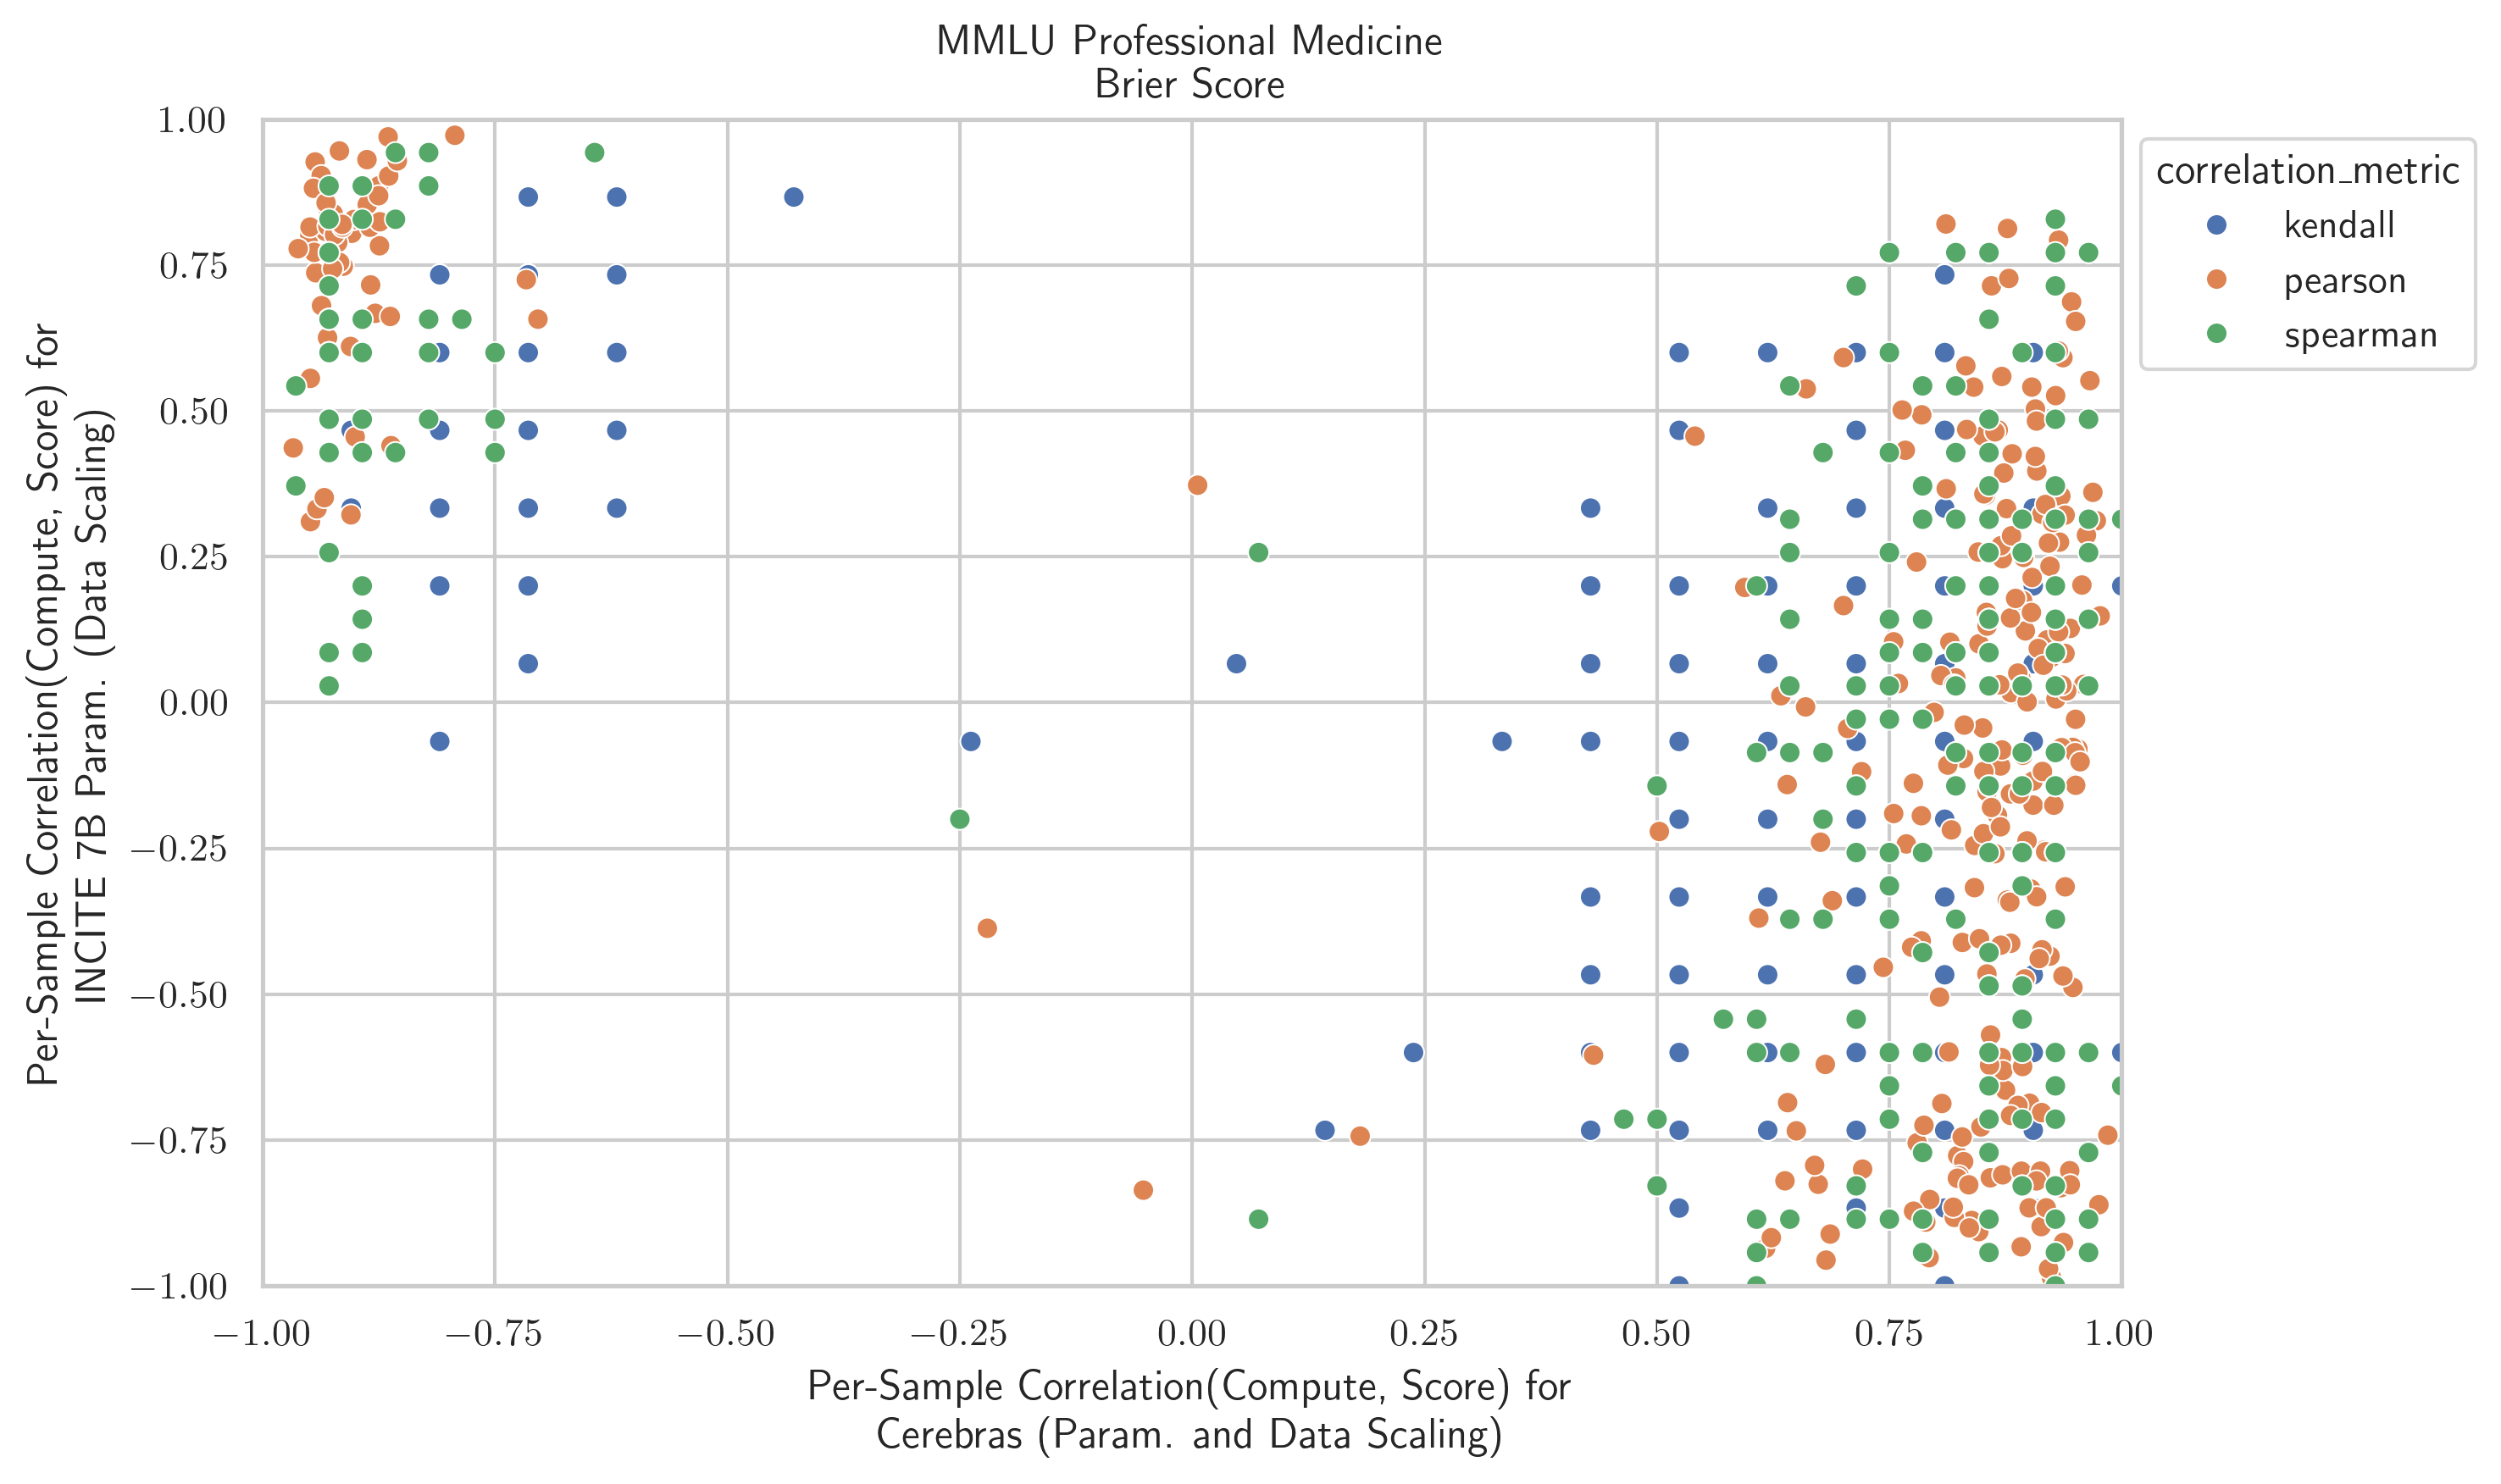 MMLU Professional Medicine
Brier Score
Per-Sample Correlation(Compute, Score) for
INCITE 7B Param. (Data Scaling)
1.00
0.75
0.50
0.25
0.00
−0.25
−0.50
−0.75
−1.00
−1.00 −0.75 −0.50 −0.25 0.00 0.25 0.50 0.75 1.00
Per-Sample Correlation(Compute, Score) for
Cerebras (Param. and Data Scaling)
correlation_metric
kendall
pearson
spearman